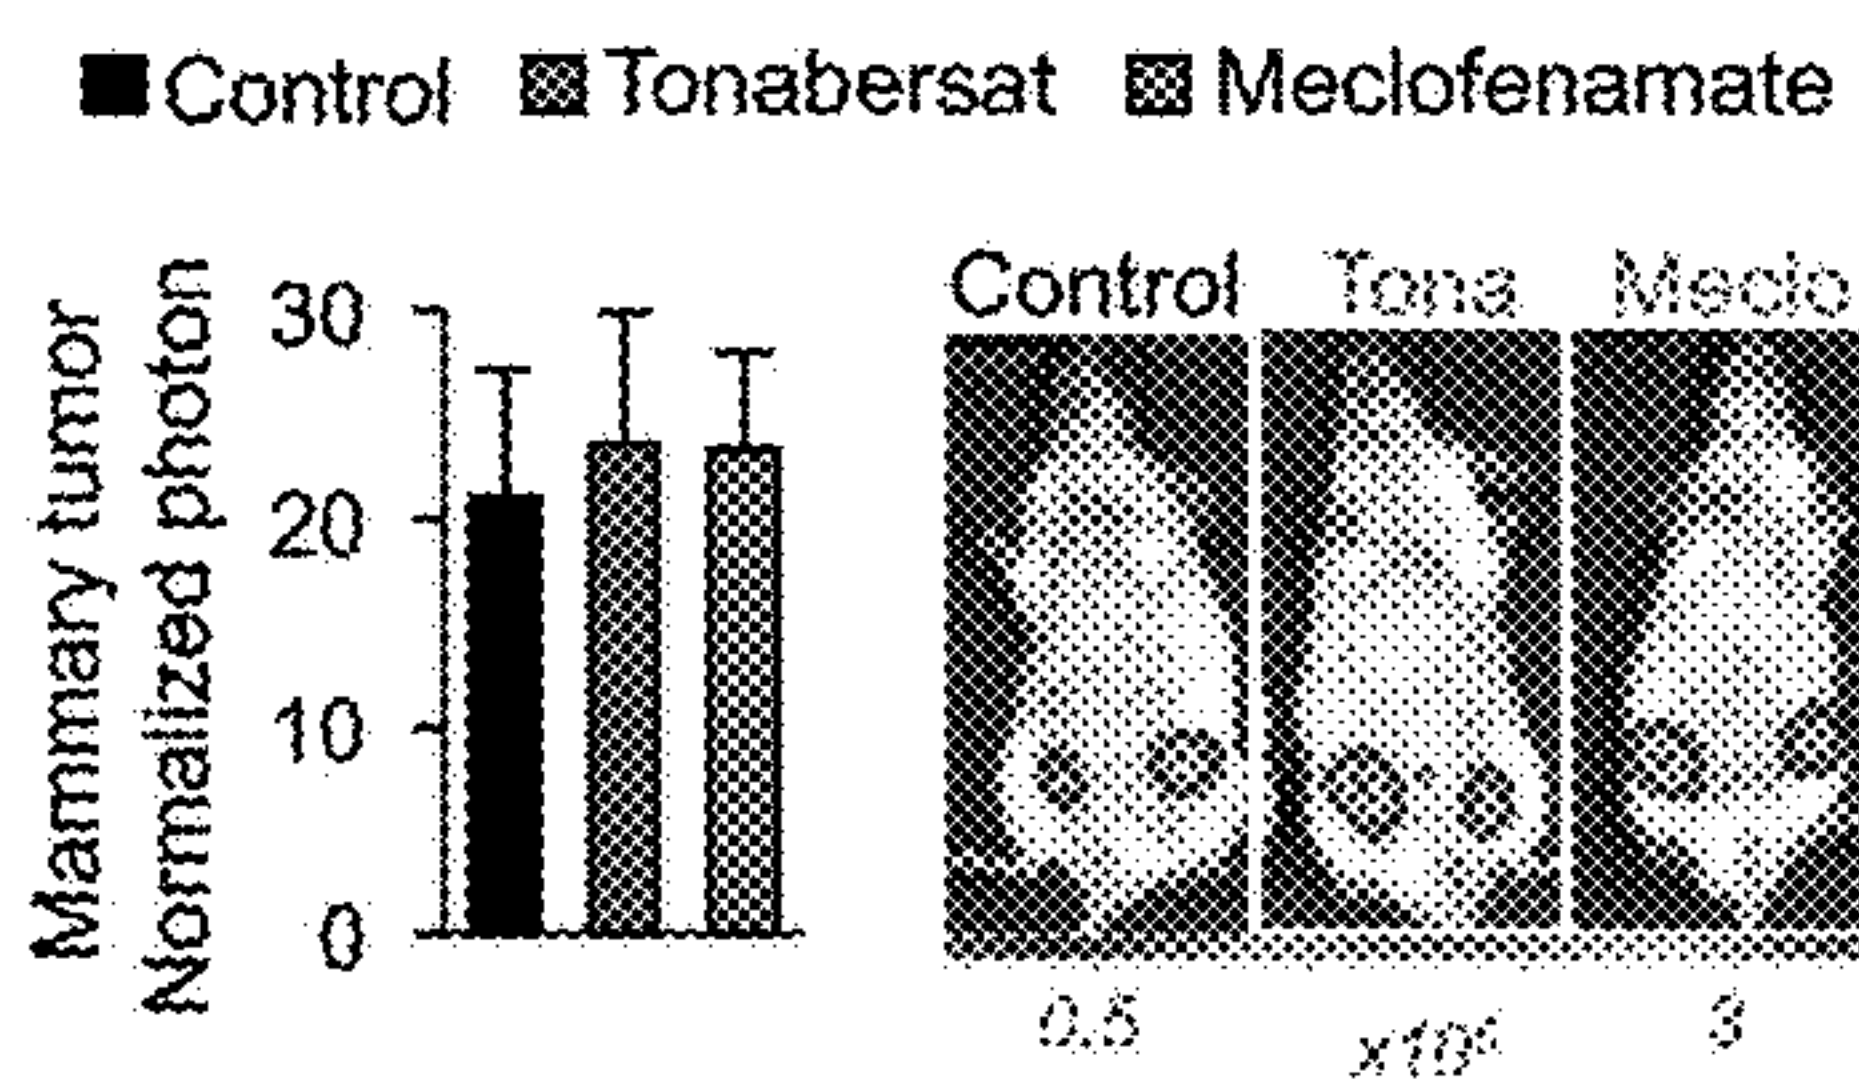 Control Tonabersat Meclofenamate
Mammary tumor
Normalized photon
30
20
10
0
Control Tona Meclo
0.5 3